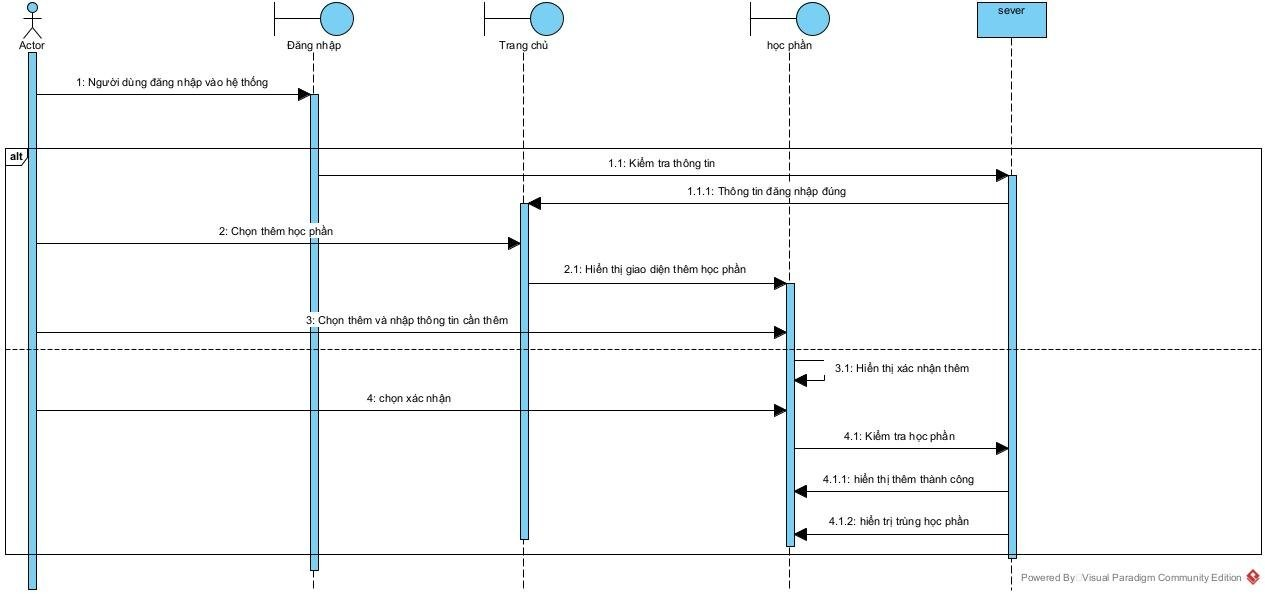 Actor
Đăng nhập
Trang chủ
học phần
sever
1: Người dùng đăng nhập vào hệ thống
alt
1.1: Kiểm tra thông tin
1.1.1: Thông tin đăng nhập đúng
2: Chọn thêm học phần
2.1: Hiển thị giao diện thêm học phần
3: Chọn thêm và nhập thông tin cần thêm
3.1: Hiển thị xác nhận thêm
4: chọn xác nhận
4.1: Kiểm tra học phần
4.1.1: hiển thị thêm thành công
4.1.2: hiển trị trùng học phần
Powered By Visual Paradigm Community Edition